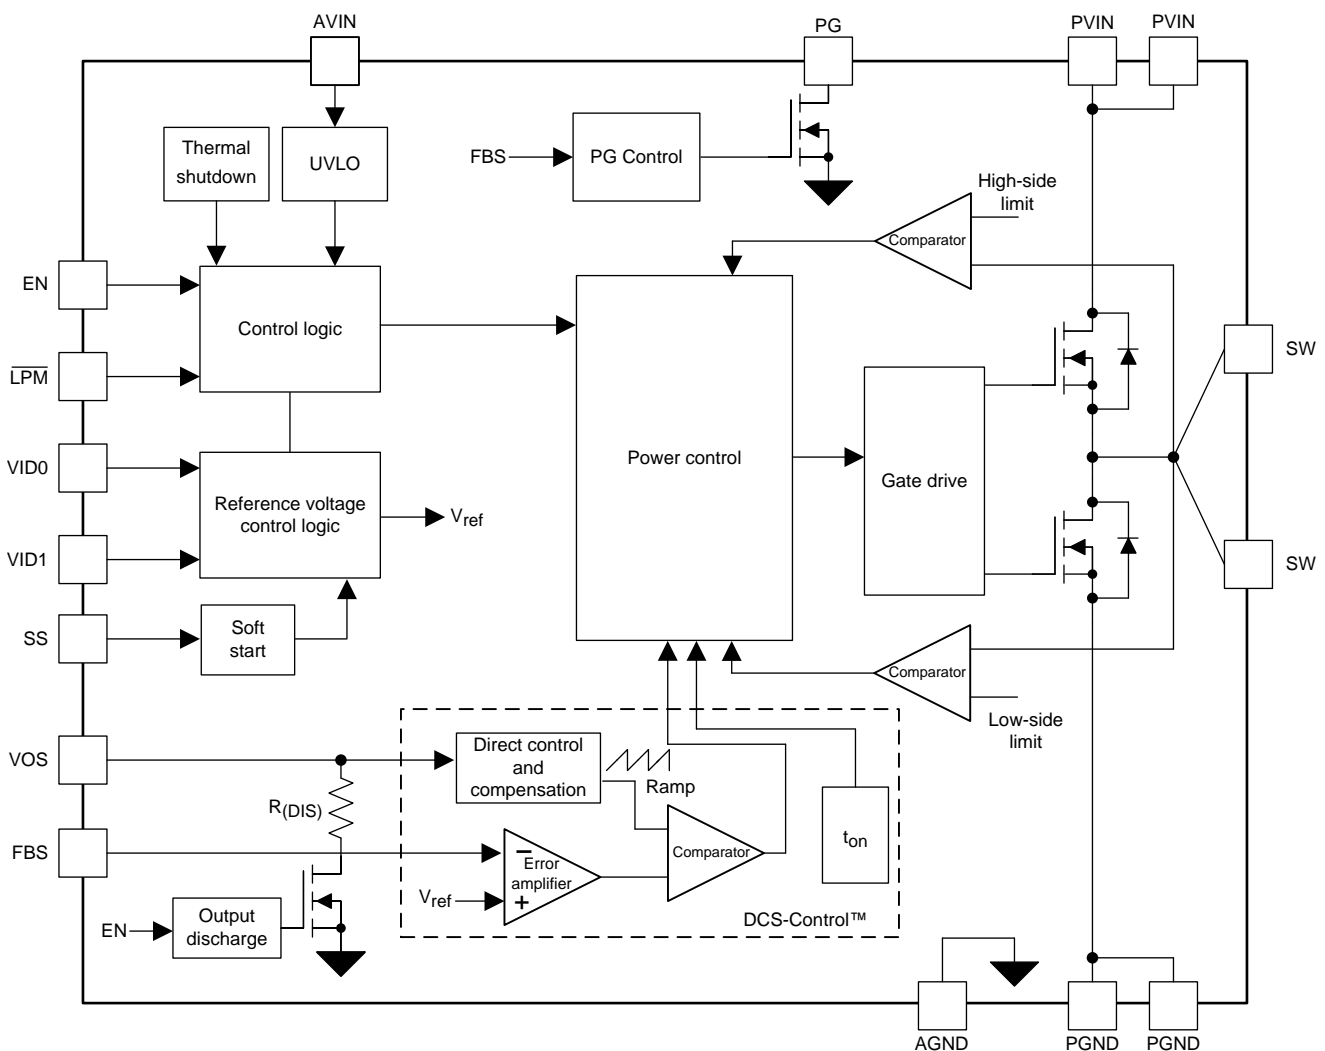 AVIN
PG
PVIN
PVIN
Thermal
shutdown
UVLO
FBS
PG Control
High-side
limit
Comparator
EN
Control logic
LPM
SW
VID0
Reference voltage
control logic
Vref
Power control
Gate drive
VID1
SW
SS
Soft
start
Comparator
Low-side
limit
VOS
Direct control
and
compensation
Ramp
R(DIS)
FBS
−
Error
amplifier
+
Comparator
ton
Vref
EN
Output
discharge
DCS-Control™
AGND
PGND
PGND